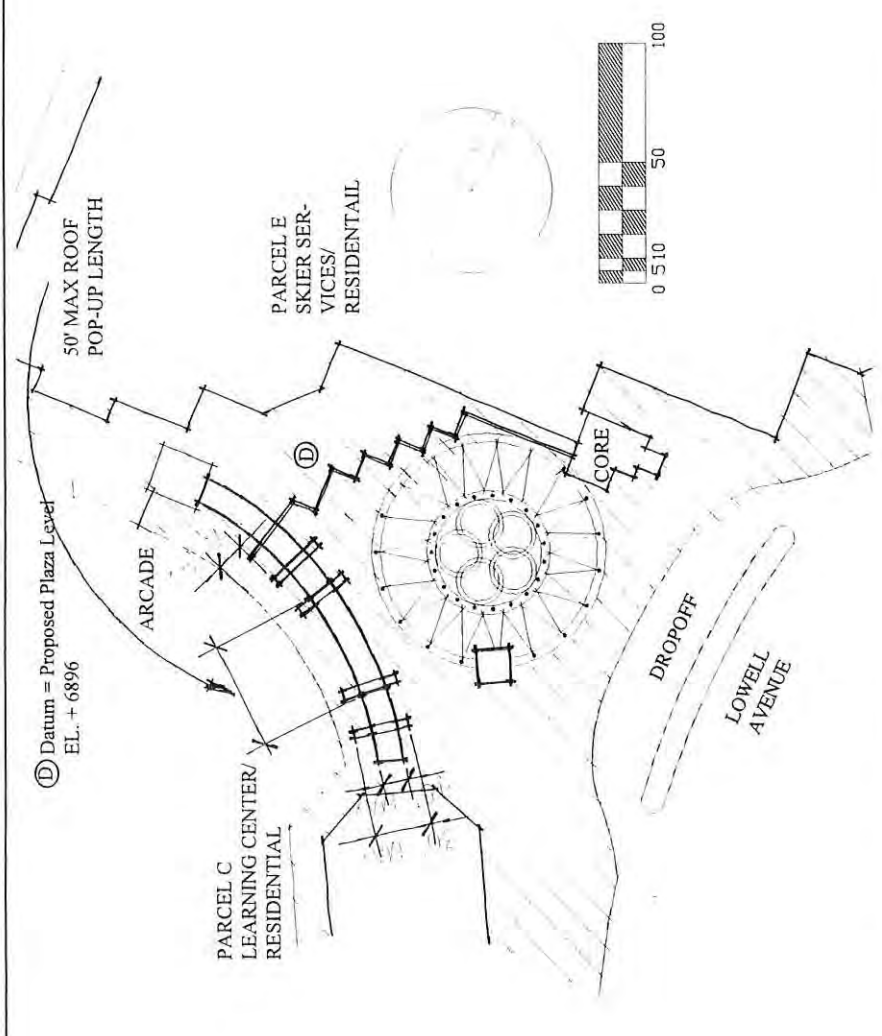 Ⓓ Datum = Proposed Plaza Level
EL. + 6896
50' MAX ROOF
POP-UP LENGTH
ARCADE
PARCEL C
LEARNING CENTER/
RESIDENTIAL
Ⓓ
PARCEL E
SKIER SER-
VICES/
RESIDENTAIL
CORE
DROPOFF
LOWELL
AVENUE
0 5 10 50 100